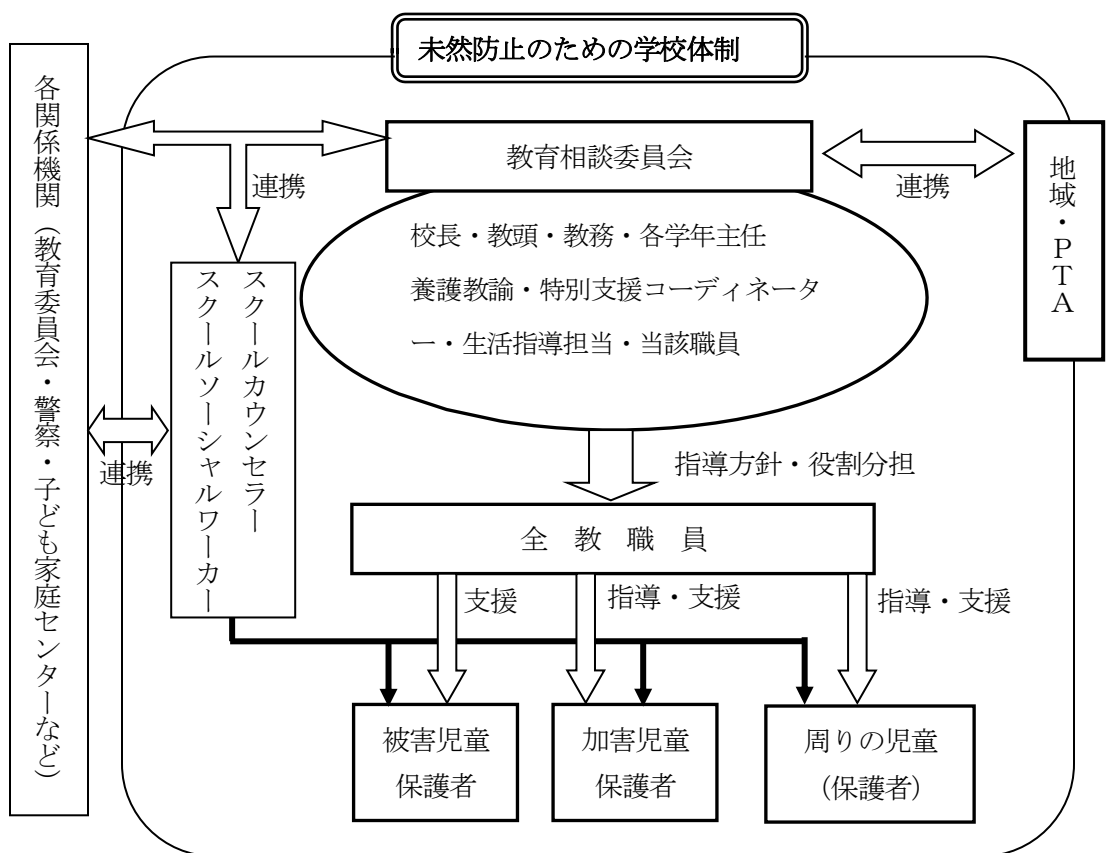 未然防止のための学校体制
各関係機関（教育委員会・警察・子ども家庭センターなど）
教育相談委員会
連携
連携
地域・ＰＴＡ
校長・教頭・教務・各学年主任
養護教諭・特別支援コーディネータ
ー・生活指導担当・当該職員
スクールカウンセラー
スクールソーシャルワーカー
連携
指導方針・役割分担
全 教 職 員
支援
指導・支援
指導・支援
被害児童
保護者
加害児童
保護者
周りの児童
（保護者）